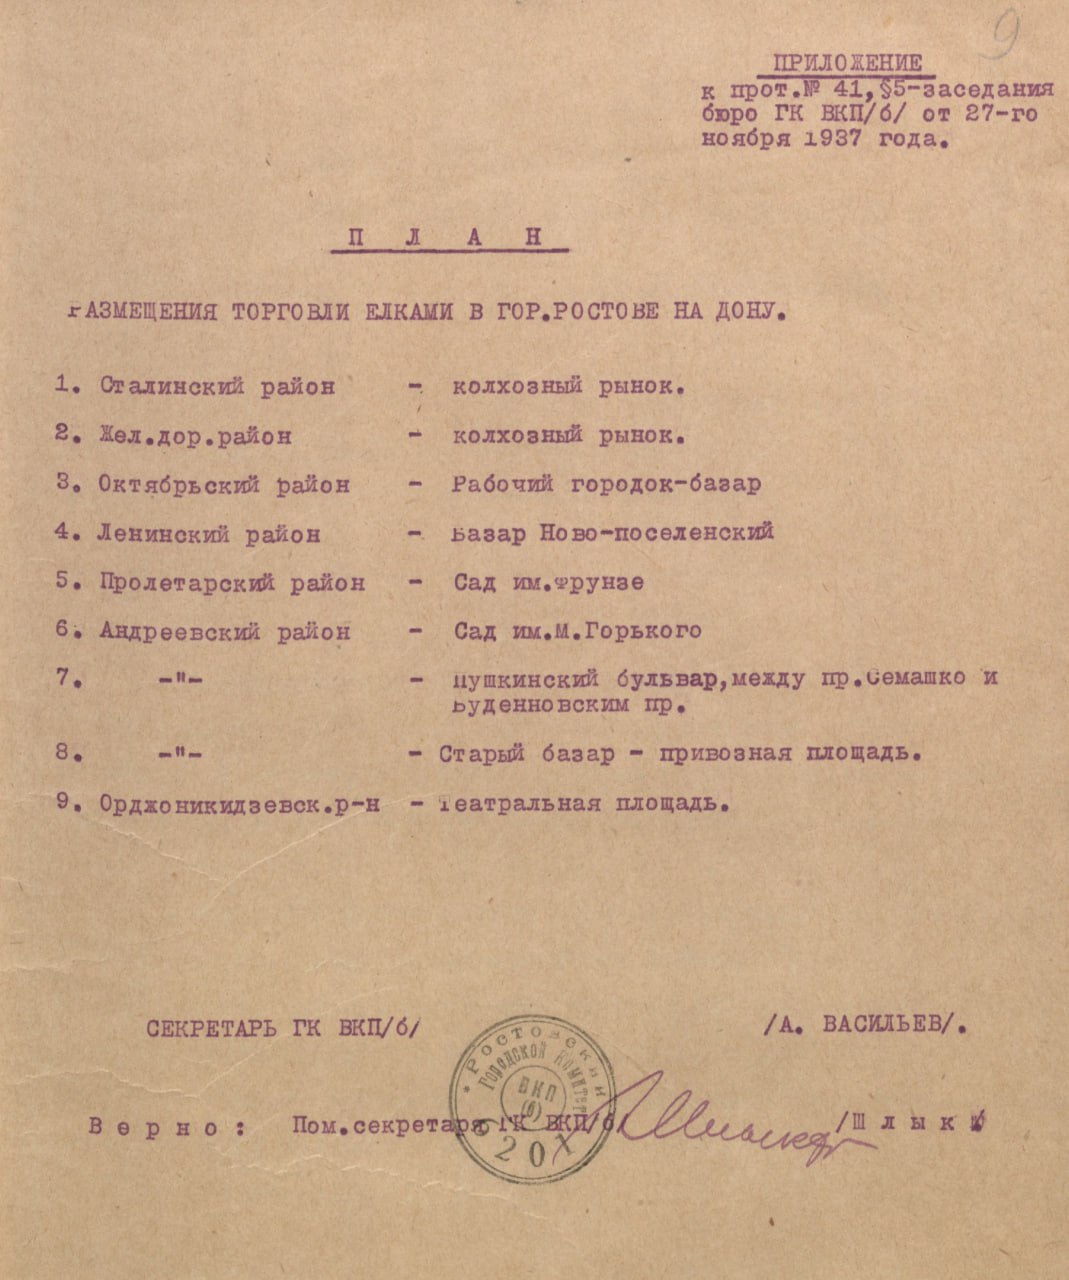 9
ПРИЛОЖЕНИЕ
к прот.№ 41,§5-заседания
бюро ГК ВКП/б/ от 27-го
ноября 1937 года.
П Л А Н
РАЗМЕЩЕНИЯ ТОРГОВЛИ ЕЛКАМИ В ГОР.РОСТОВЕ НА ДОНУ.
1. Сталинский район - колхозный рынок.
2. Жел.дор.район - колхозный рынок.
3. Октябрьский район - Рабочий городок-базар
4. Ленинский район - Базар Ново-поселенский
5. Пролетарский район - Сад им.Фрунзе
6. Андреевский район - Сад им.М.Горького
7. -"- - Пушкинский бульвар,между пр.Семашко и
Буденновским пр.
8. -"- - Старый базар - привозная площадь.
9. Орджоникидзевск.р-н - Театральная площадь.
СЕКРЕТАРЬ ГК ВКП/б/ /А. ВАСИЛЬЕВ/.
* Ростовский
Городской Комитет
ВКП
(б)
6201
В е р н о : Пом.секретаря ГК ВКП/б/ /Ш л ы к